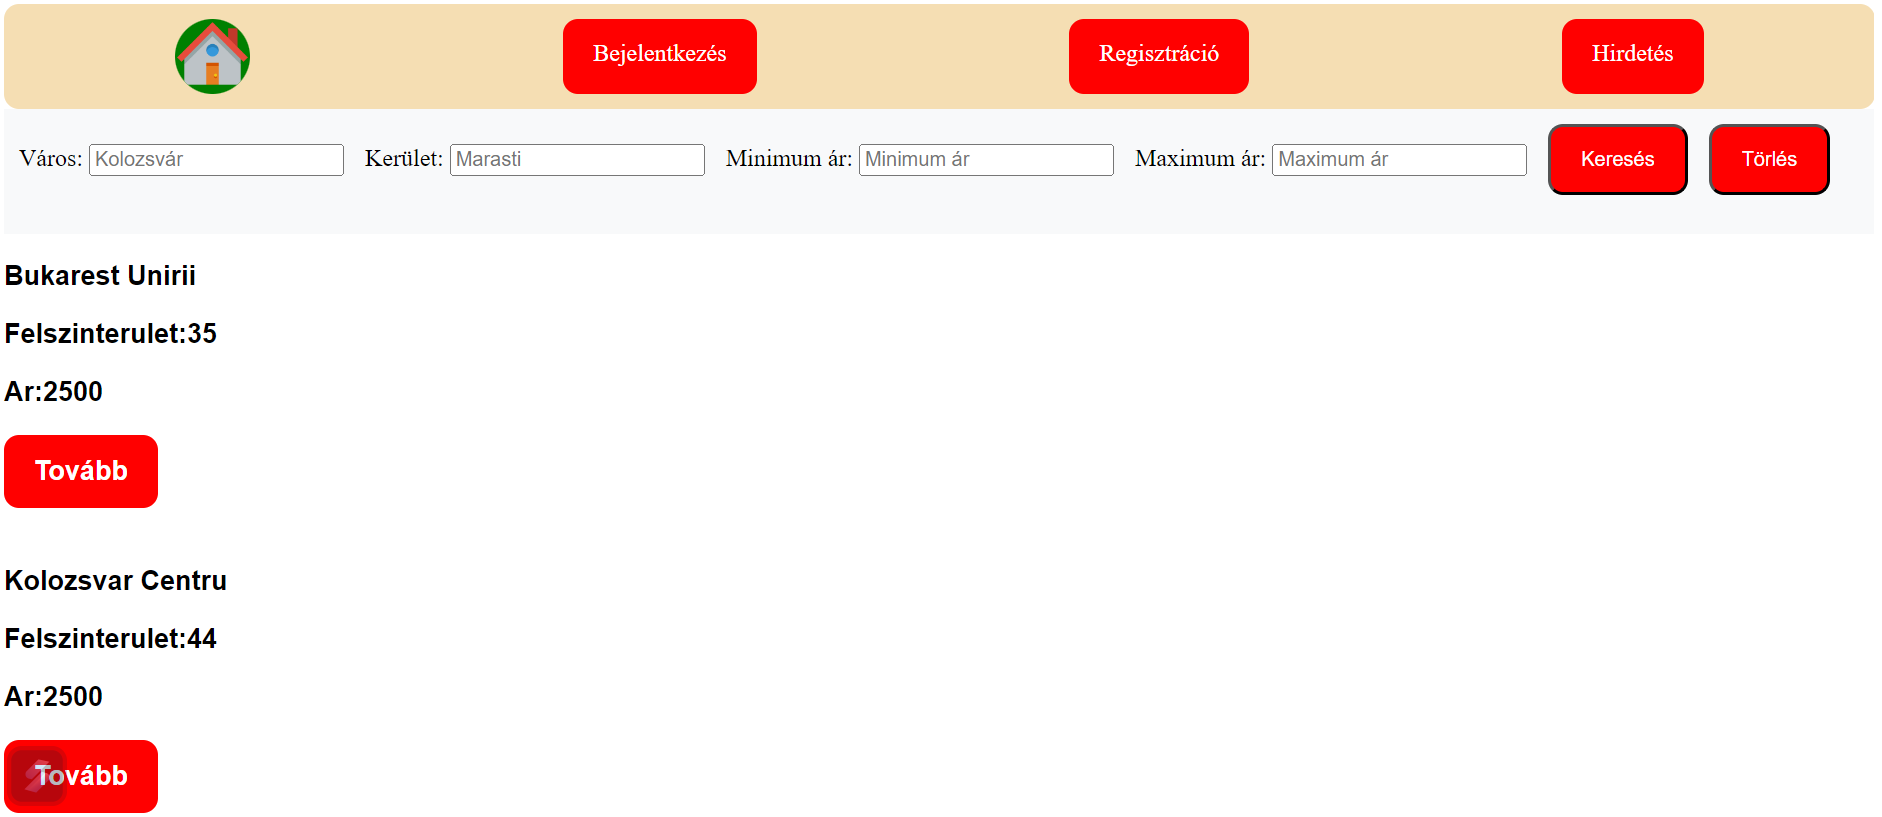 Bejelentkezés Regisztráció Hirdetés
Város: Kolozsvár Kerület: Marasti Minimum ár: Minimum ár Maximum ár: Maximum ár Keresés Törlés
Bukarest Unirii
Felszinterulet:35
Ar:2500
Tovább
Kolozsvar Centru
Felszinterulet:44
Ar:2500
Tovább